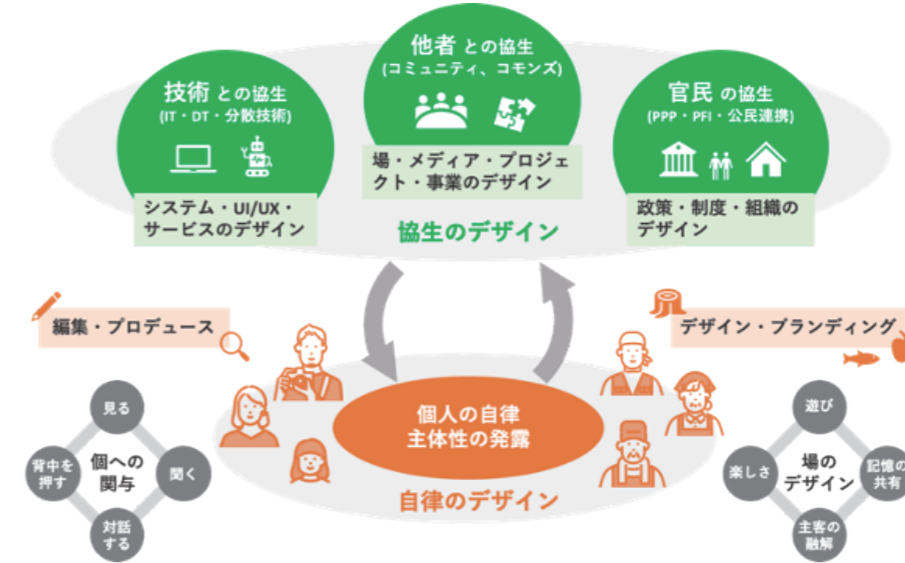 他者 との協生
(コミュニティ、コモンズ)
技術 との協生
(IT・DT・分散技術)
官民 の協生
(PPP・PFI・公民連携)
場・メディア・プロジェ
クト・事業のデザイン
システム・UI/UX・
サービスのデザイン
政策・制度・組織の
デザイン
協生のデザイン
編集・プロデュース
デザイン・ブランディング
個人の自律
主体性の発露
自律のデザイン
見る
背中を
押す
個への
関与
聞く
対話
する
遊び
楽しさ
場の
デザイン
記憶の
共有
主客の
融解